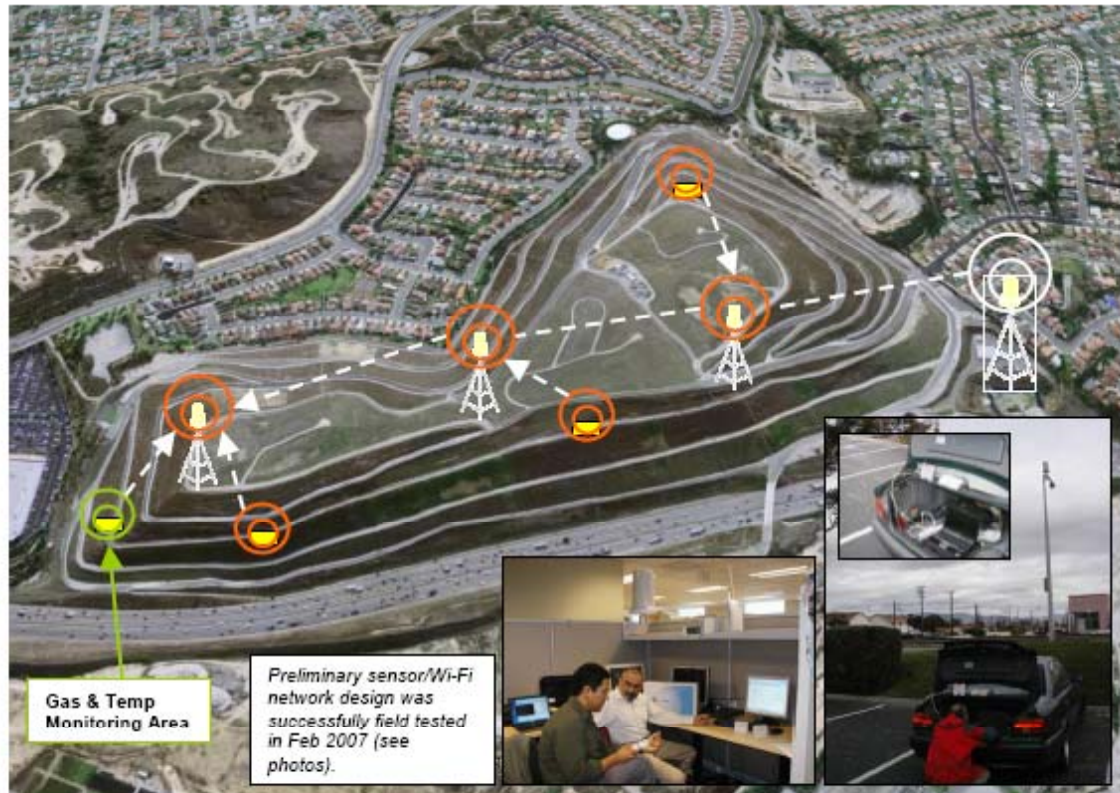 Gas & Temp
Monitoring Area
Preliminary sensor/Wi-Fi
network design was
successfully field tested
in Feb 2007 (see
photos).